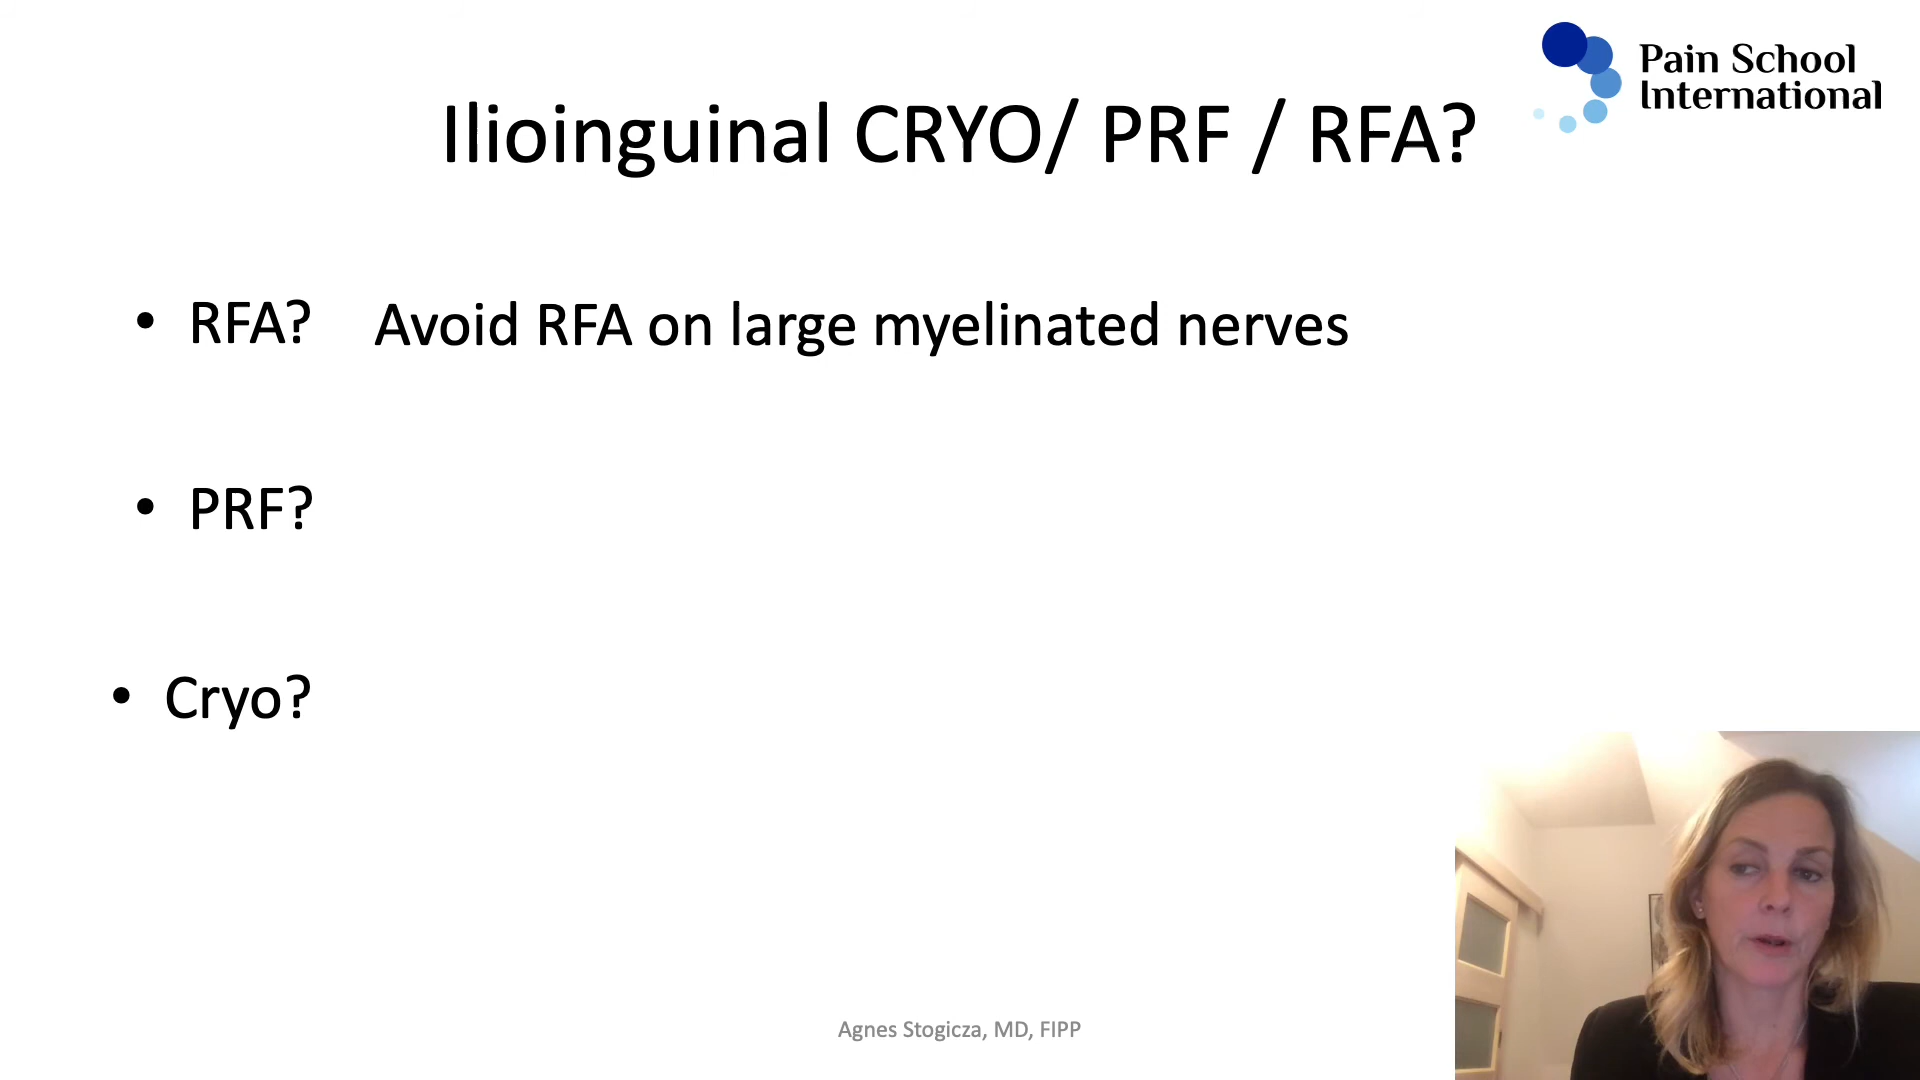 Pain School
International
Ilioinguinal CRYO/ PRF / RFA?
• RFA? Avoid RFA on large myelinated nerves
• PRF?
• Cryo?
Agnes Stogicza, MD, FIPP